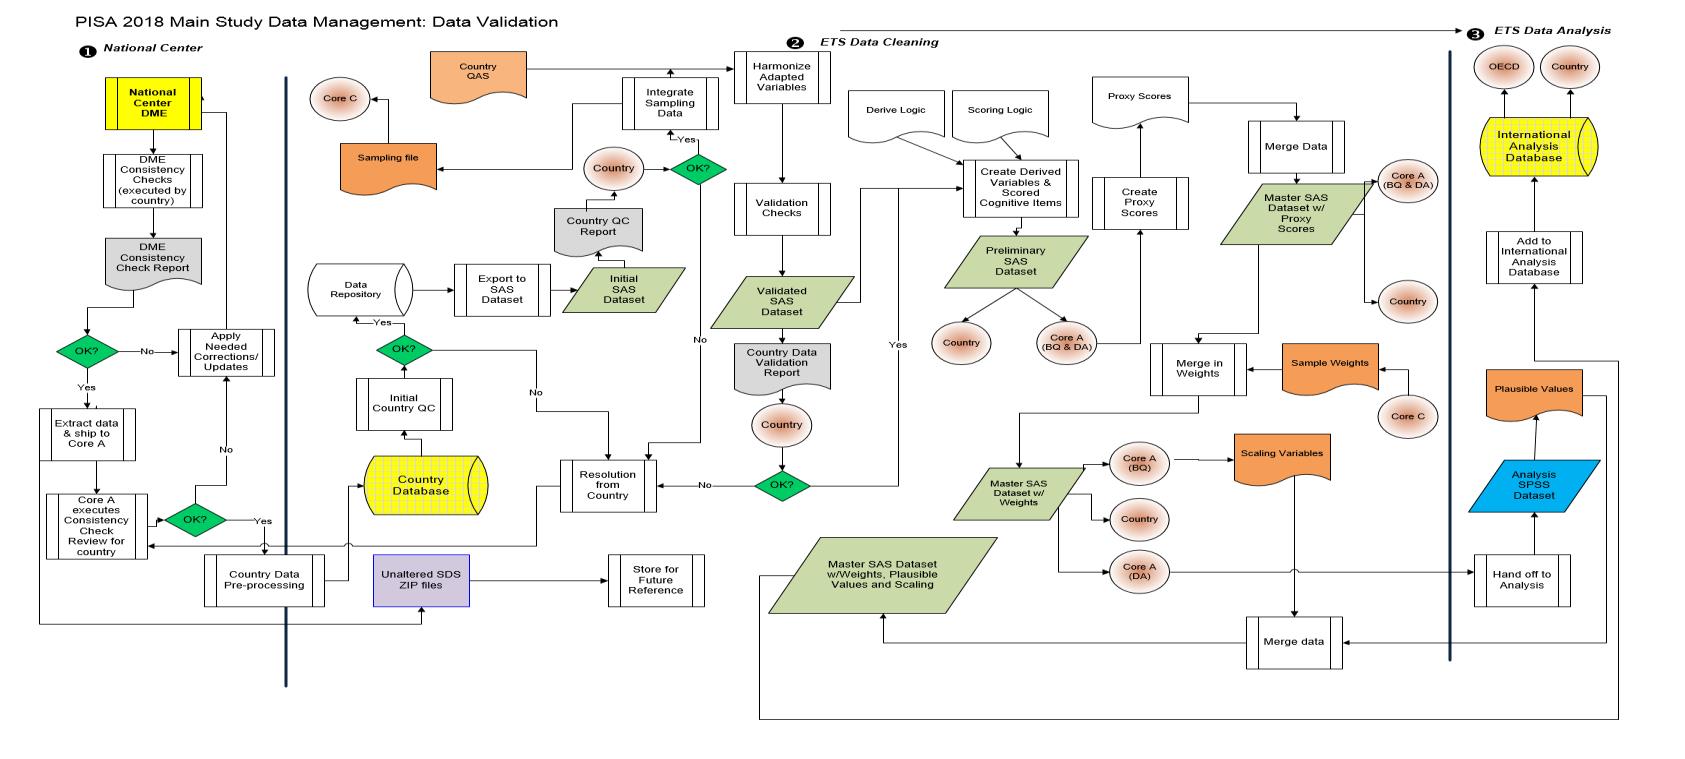 PISA 2018 Main Study Data Management: Data Validation
❶ National Center
National
Center
DME
DME
Consistency
Checks
(executed by
country)
DME
Consistency
Check Report
OK?
No
Yes
Apply
Needed
Corrections/
Updates
Extract data
& ship to
Core A
No
Core A
executes
Consistency
Check
Review for
country
OK?
Yes
Country Data
Pre-processing
❷ ETS Data Cleaning
Country
QAS
Core C
Sampling file
Integrate
Sampling
Data
Yes
Country
OK?
Country QC
Report
Data
Repository
Export to
SAS
Dataset
Initial
SAS
Dataset
Yes
OK?
No
No
Initial
Country QC
Country
Database
Resolution
from
Country
Unaltered SDS
ZIP files
Store for
Future
Reference
Harmonize
Adapted
Variables
Validation
Checks
Validated
SAS
Dataset
Country Data
Validation
Report
Country
No
OK?
Yes
Derive Logic
Scoring Logic
Create Derived
Variables &
Scored
Cognitive Items
Preliminary
SAS
Dataset
Country
Core A
(BQ & DA)
Proxy Scores
Create
Proxy
Scores
Merge Data
Master SAS
Dataset w/
Proxy
Scores
Core A
(BQ & DA)
Country
Merge in
Weights
Sample Weights
Core C
Master SAS
Dataset w/
Weights
Core A
(BQ)
Scaling Variables
Country
Core A
(DA)
Master SAS Dataset
w/Weights, Plausible
Values and Scaling
Merge data
❸ ETS Data Analysis
OECD
Country
International
Analysis
Database
Add to
International
Analysis
Database
Plausible Values
Analysis
SPSS
Dataset
Hand off to
Analysis